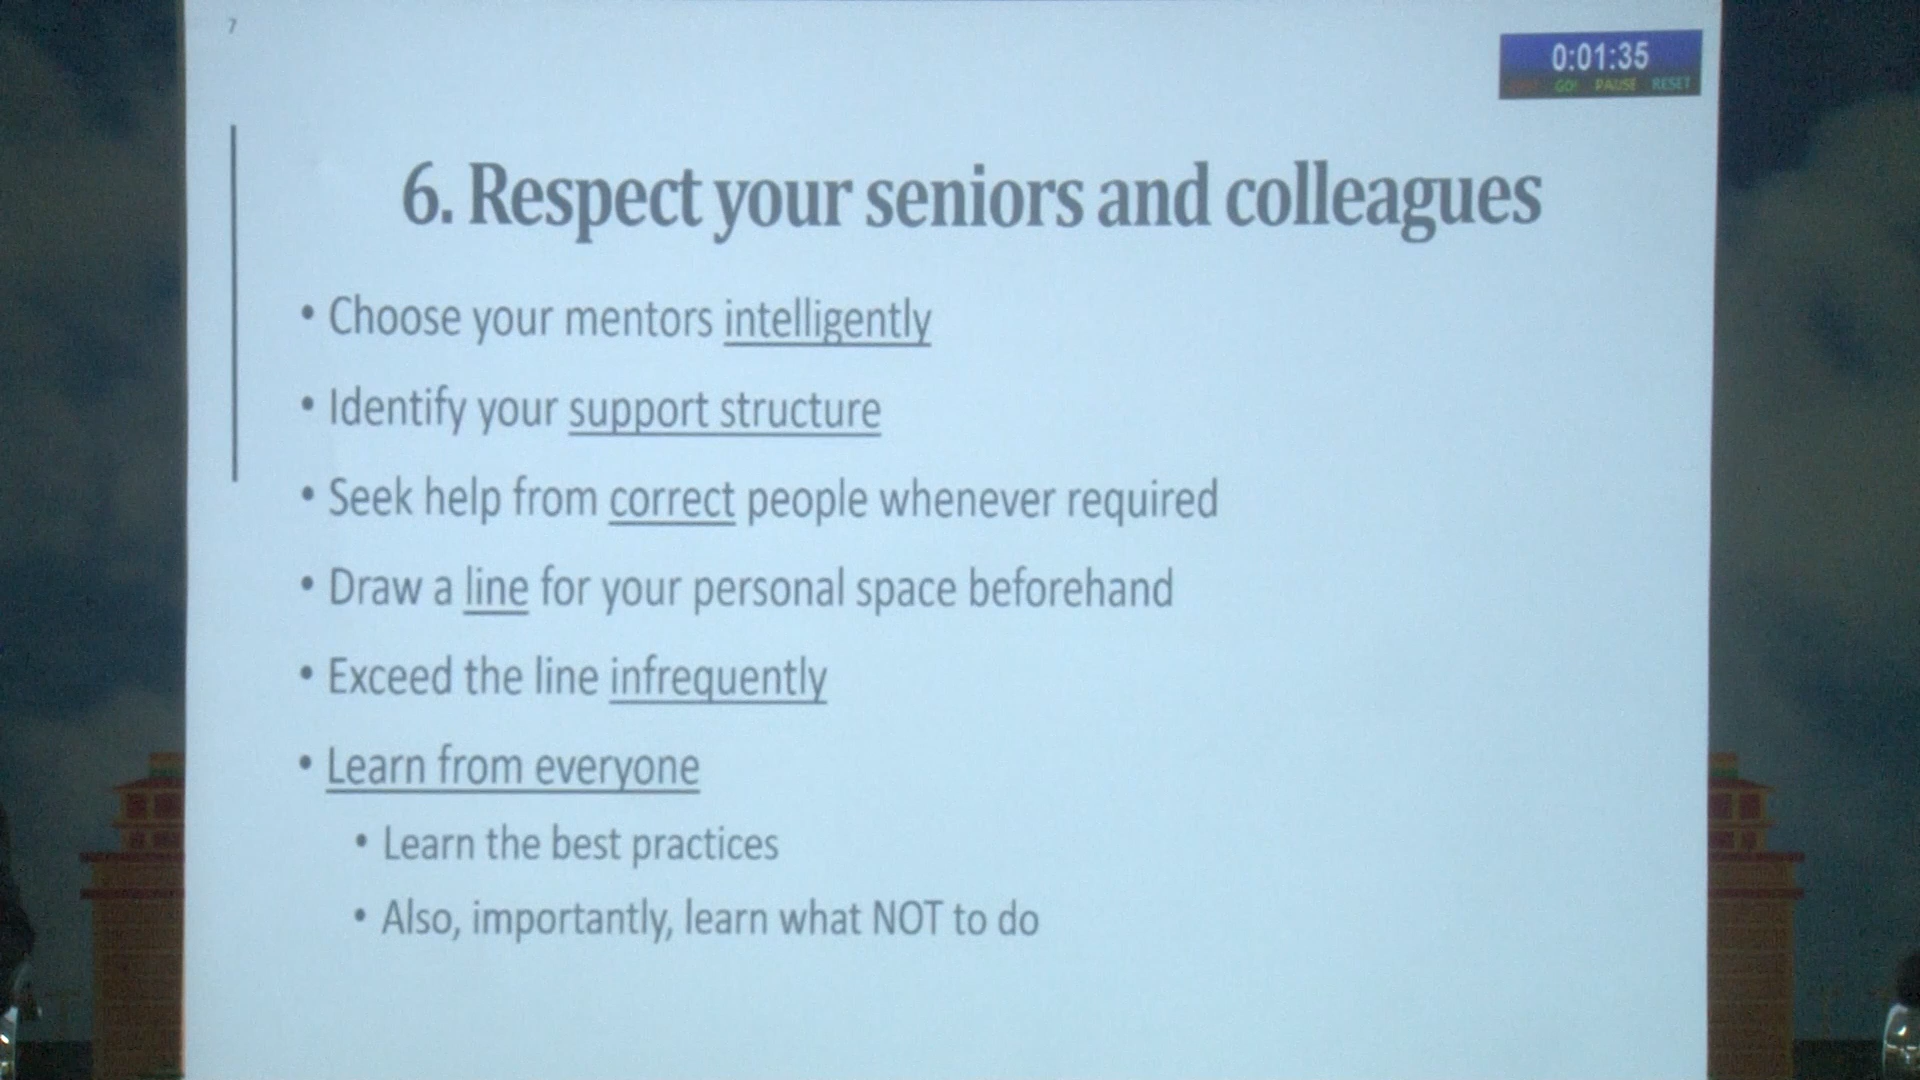 7
0:01:35
GO! PAUSE RESET
6. Respect your seniors and colleagues
• Choose your mentors intelligently
• Identify your support structure
• Seek help from correct people whenever required
• Draw a line for your personal space beforehand
• Exceed the line infrequently
• Learn from everyone
• Learn the best practices
• Also, importantly, learn what NOT to do